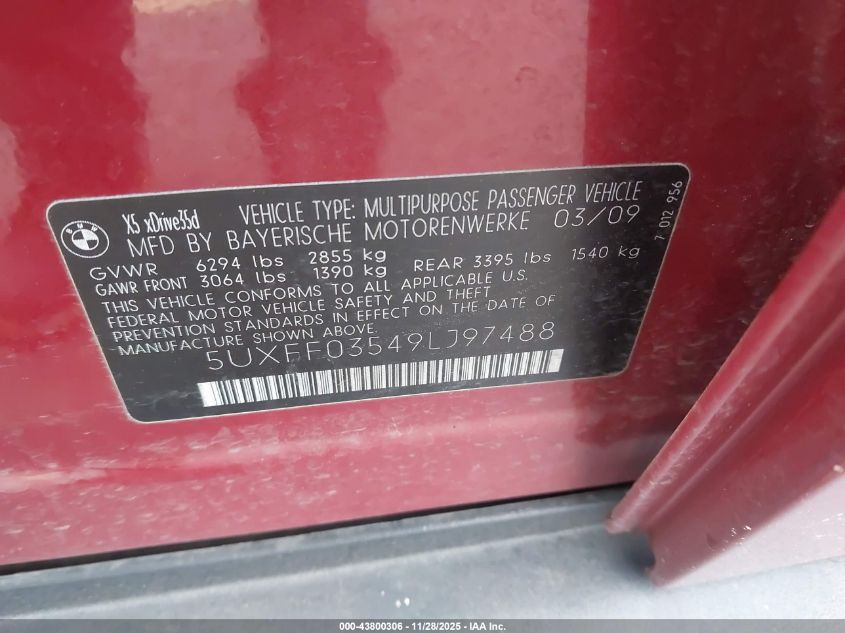 BMW
X5 xDrive35d VEHICLE TYPE: MULTIPURPOSE PASSENGER VEHICLE
MFD BY BAYERISCHE MOTORENWERKE 03/09
GVWR 6294 lbs 2855 kg
GAWR FRONT 3064 lbs 1390 kg REAR 3395 lbs 1540 kg
THIS VEHICLE CONFORMS TO ALL APPLICABLE U.S.
FEDERAL MOTOR VEHICLE SAFETY AND THEFT
PREVENTION STANDARDS IN EFFECT ON THE DATE OF
MANUFACTURE SHOWN ABOVE.
5UXFF03549LJ97488
7 012 956
000-43800306 - 11/28/2025 - IAA Inc.